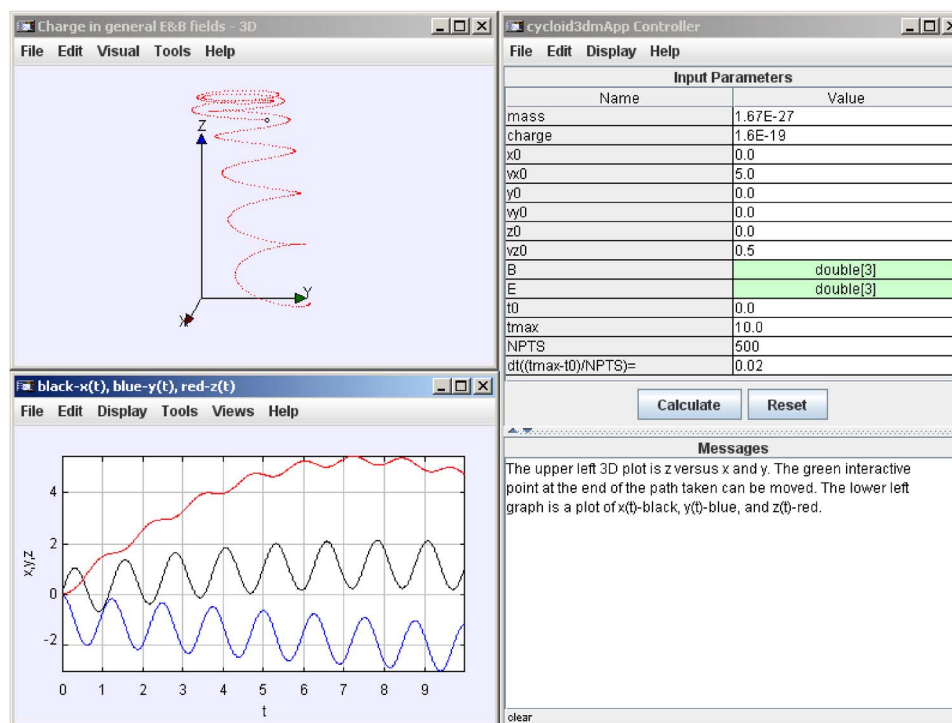 Charge in general E&B fields - 3D
File Edit Visual Tools Help
Z
Y
X
black-x(t), blue-y(t), red-z(t)
File Edit Display Tools Views Help
x,y,z
4
2
0
-2
0 1 2 3 4 5 6 7 8 9
t
cycloid3dmApp Controller
File Edit Display Help
Input Parameters
Name Value
mass 1.67E-27
charge 1.6E-19
x0 0.0
vx0 5.0
y0 0.0
vy0 0.0
z0 0.0
vz0 0.5
B double[3]
E double[3]
t0 0.0
tmax 10.0
NPTS 500
dt((tmax-t0)/NPTS)= 0.02
Calculate Reset
Messages
The upper left 3D plot is z versus x and y. The green interactive
point at the end of the path taken can be moved. The lower left
graph is a plot of x(t)-black, y(t)-blue, and z(t)-red.
clear